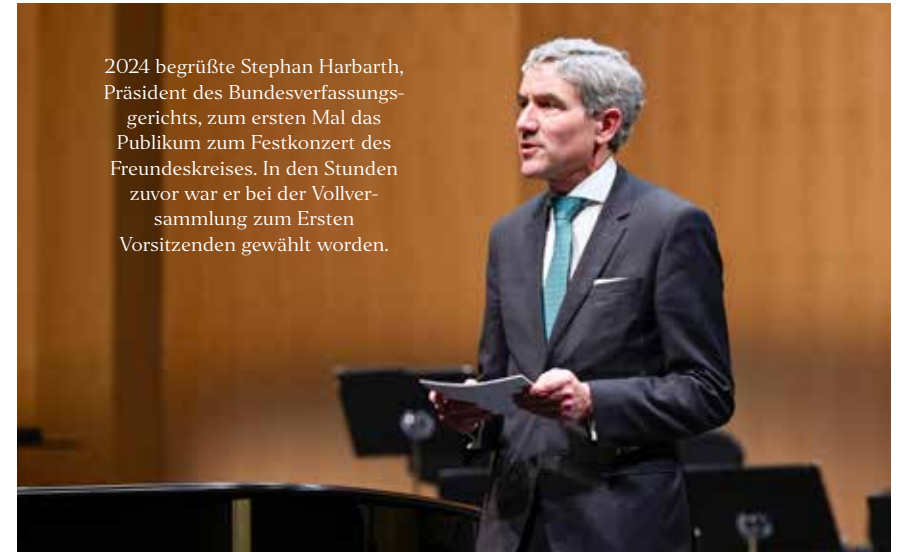 2024 begrüßte Stephan Harbarth,
Präsident des Bundesverfassungs-
gerichts, zum ersten Mal das
Publikum zum Festkonzert des
Freundeskreises. In den Stunden
zuvor war er bei der Vollver-
sammlung zum Ersten
Vorsitzenden gewählt worden.